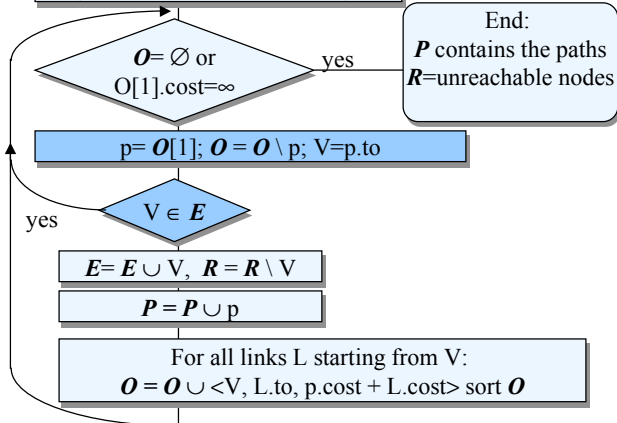 O= ∅ or
O[1].cost=∞
yes
End:
P contains the paths
R=unreachable nodes
p= O[1]; O = O \ p; V=p.to
V ∈ E
yes
E= E ∪ V, R = R \ V
P = P ∪ p
For all links L starting from V:
O = O ∪ <V, L.to, p.cost + L.cost> sort O